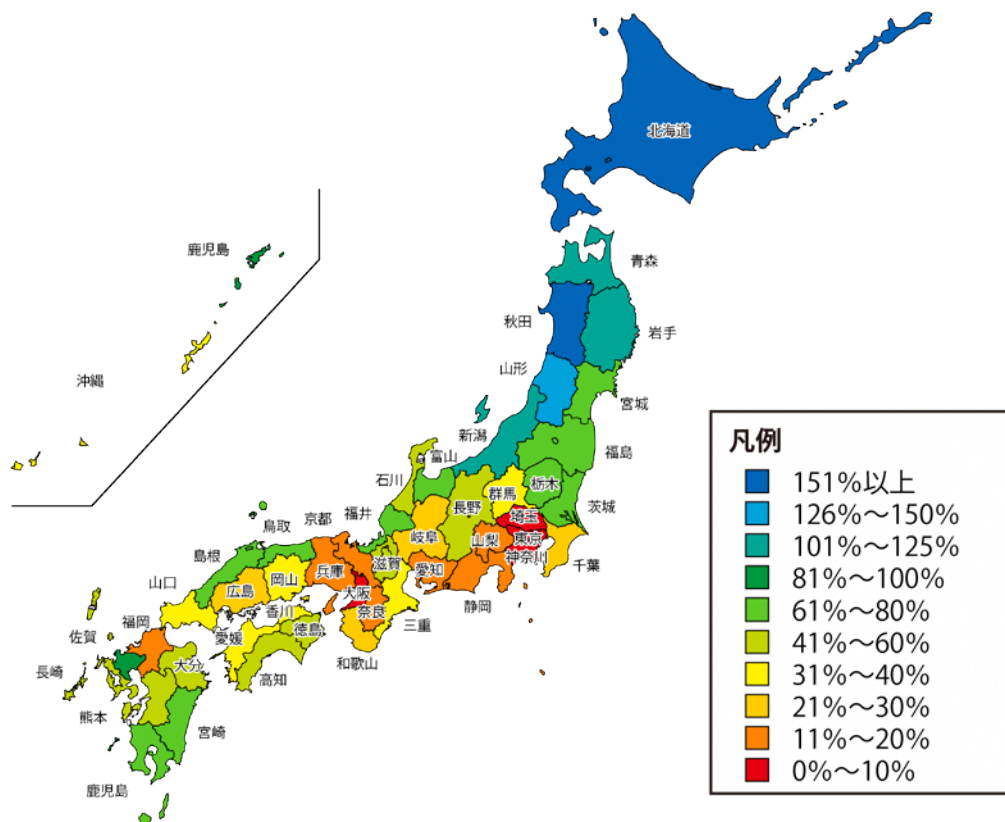 北海道
鹿児島
青森
秋田
岩手
山形
沖縄
宮城
新潟
富山
福島
石川
栃木
群馬
長野
茨城
埼玉
鳥取
京都
福井
岐阜
山梨
東京
神奈川
島根
滋賀
千葉
兵庫
愛知
岡山
山口
広島
大阪
静岡
奈良
香川
福岡
三重
徳島
愛媛
佐賀
和歌山
大分
長崎
高知
熊本
宮崎
鹿児島
凡例
151%以上
126%～150%
101%～125%
81%～100%
61%～80%
41%～60%
31%～40%
21%～30%
11%～20%
0%～10%